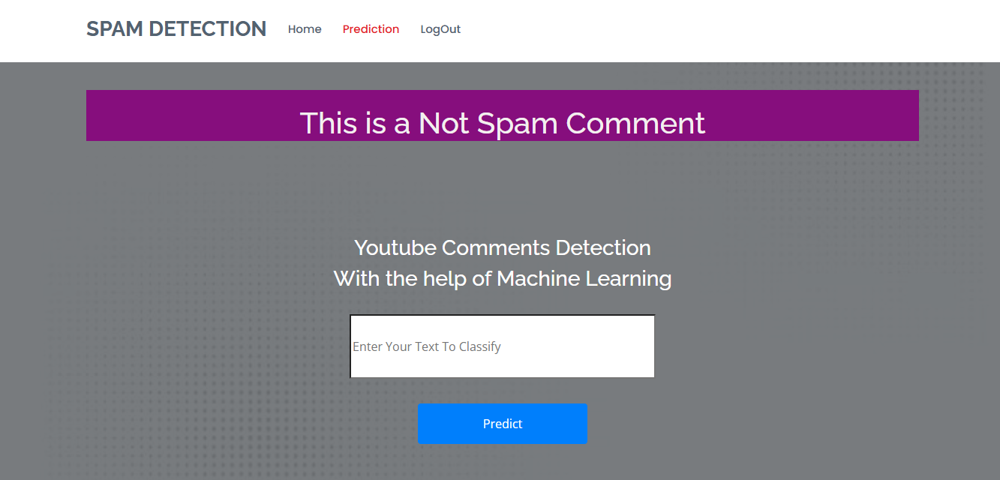 SPAM DETECTION Home Prediction LogOut
This is a Not Spam Comment
Youtube Comments Detection
With the help of Machine Learning
Enter Your Text To Classify
Predict